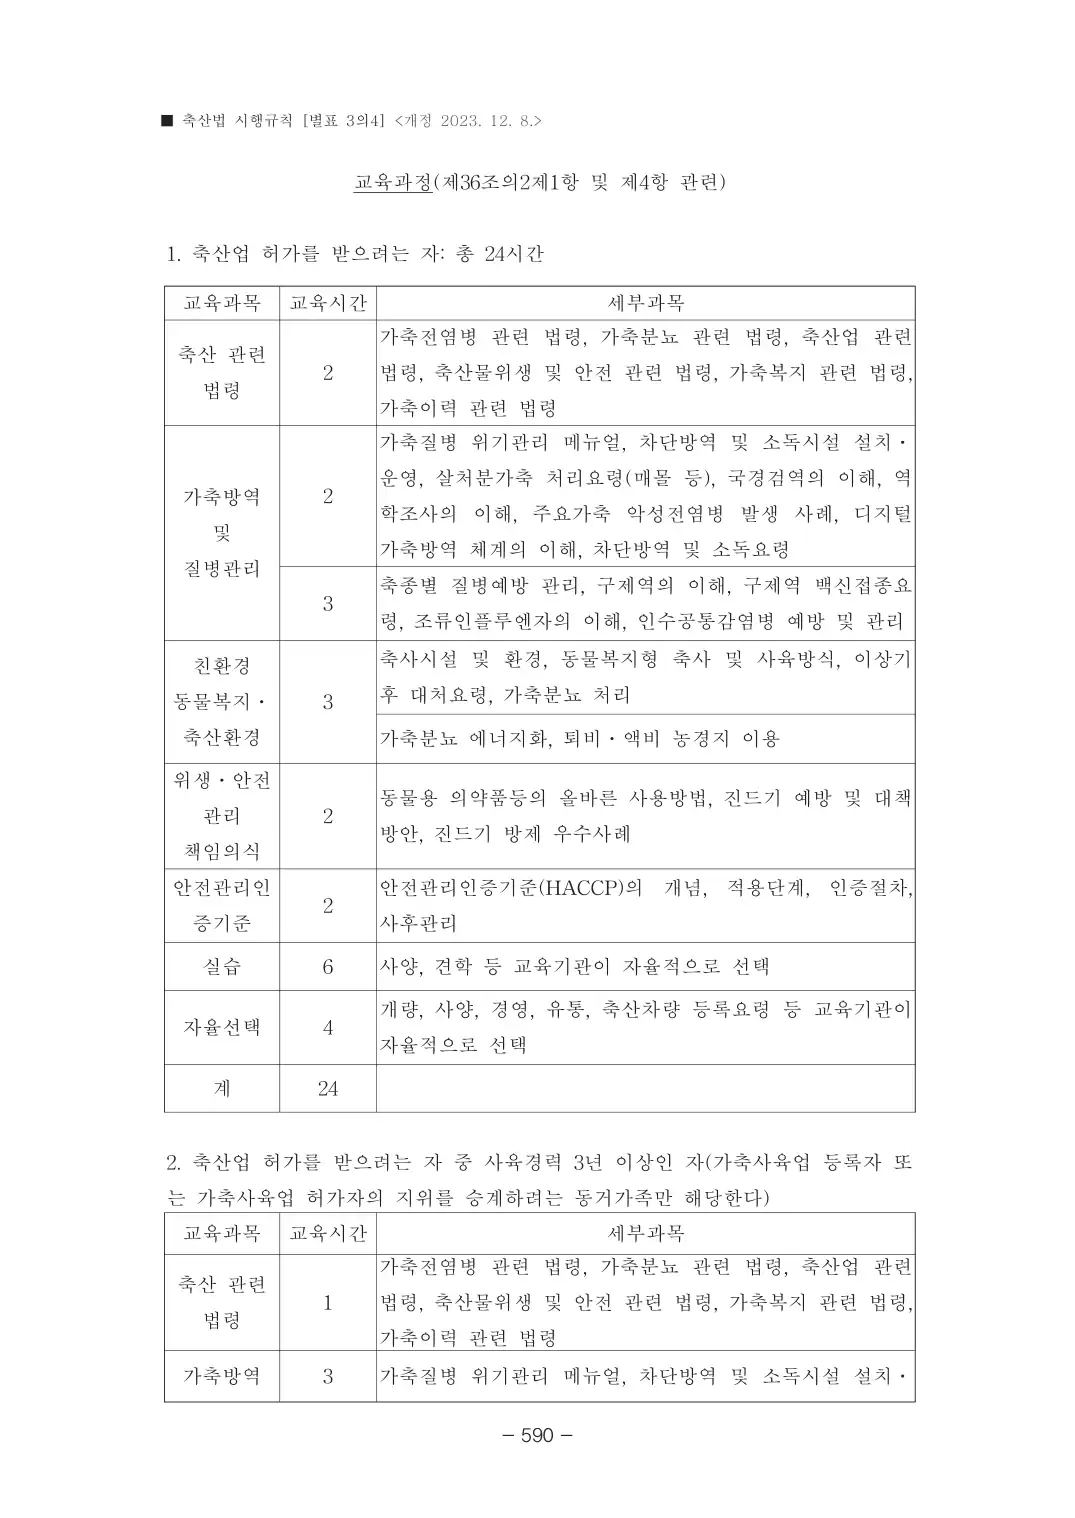 ■ 축산법 시행규칙 [별표 3의4] <개정 2023. 12. 8.>
교육과정(제36조의2제1항 및 제4항 관련)
1. 축산업 허가를 받으려는 자: 총 24시간
교육과목 교육시간 세부과목
축산 관련
법령
2
가축전염병 관련 법령, 가축분뇨 관련 법령, 축산업 관련
법령, 축산물위생 및 안전 관련 법령, 가축복지 관련 법령,
가축이력 관련 법령
가축방역
및
질병관리
2
가축질병 위기관리 메뉴얼, 차단방역 및 소독시설 설치·
운영, 살처분가축 처리요령(매몰 등), 국경검역의 이해, 역
학조사의 이해, 주요가축 악성전염병 발생 사례, 디지털
가축방역 체계의 이해, 차단방역 및 소독요령
3
축종별 질병예방 관리, 구제역의 이해, 구제역 백신접종요
령, 조류인플루엔자의 이해, 인수공통감염병 예방 및 관리
친환경
동물복지·
축산환경
3
축사시설 및 환경, 동물복지형 축사 및 사육방식, 이상기
후 대처요령, 가축분뇨 처리
가축분뇨 에너지화, 퇴비·액비 농경지 이용
위생·안전
관리
책임의식
2
동물용 의약품등의 올바른 사용방법, 진드기 예방 및 대책
방안, 진드기 방제 우수사례
안전관리인
증기준
2
안전관리인증기준(HACCP)의 개념, 적용단계, 인증절차,
사후관리
실습 6 사양, 견학 등 교육기관이 자율적으로 선택
자율선택 4
개량, 사양, 경영, 유통, 축산차량 등록요령 등 교육기관이
자율적으로 선택
계 24
2. 축산업 허가를 받으려는 자 중 사육경력 3년 이상인 자(가축사육업 등록자 또
는 가축사육업 허가자의 지위를 승계하려는 동거가족만 해당한다)
교육과목 교육시간 세부과목
축산 관련
법령
1
가축전염병 관련 법령, 가축분뇨 관련 법령, 축산업 관련
법령, 축산물위생 및 안전 관련 법령, 가축복지 관련 법령,
가축이력 관련 법령
가축방역 3 가축질병 위기관리 메뉴얼, 차단방역 및 소독시설 설치·
– 590 –